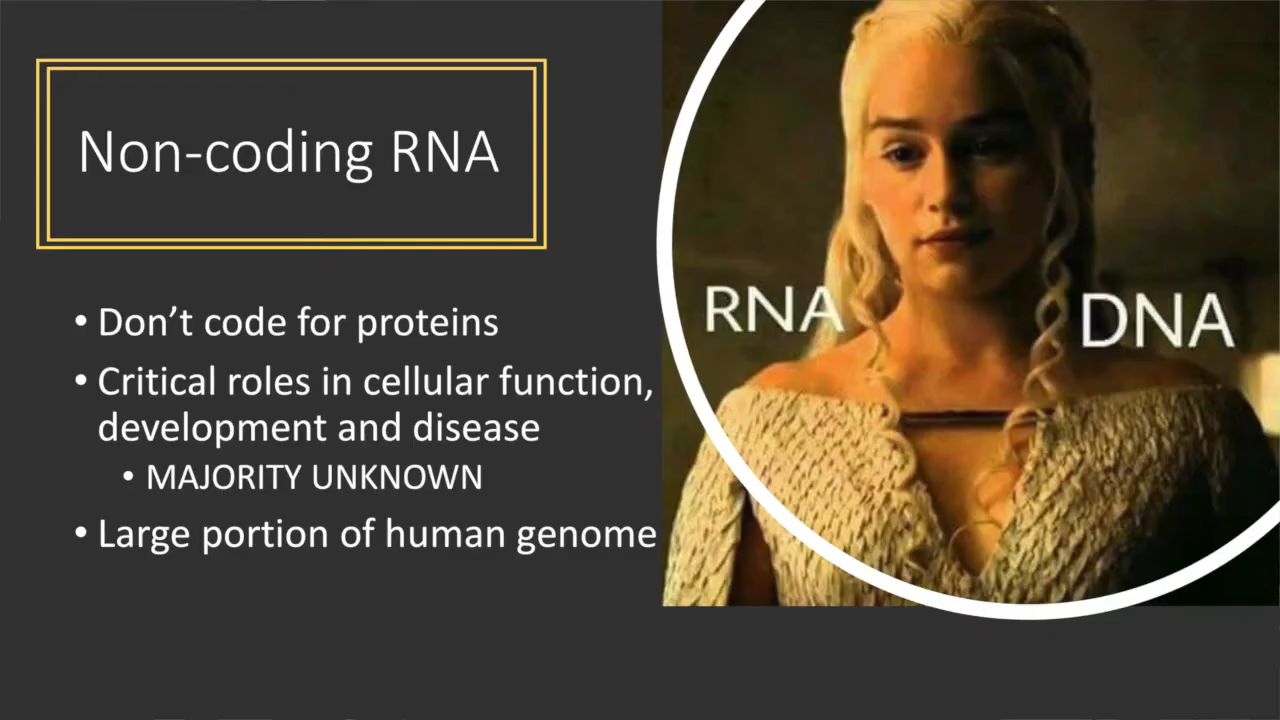 Non-coding RNA
• Don’t code for proteins
• Critical roles in cellular function,
development and disease
• MAJORITY UNKNOWN
• Large portion of human genome
RNA
DNA